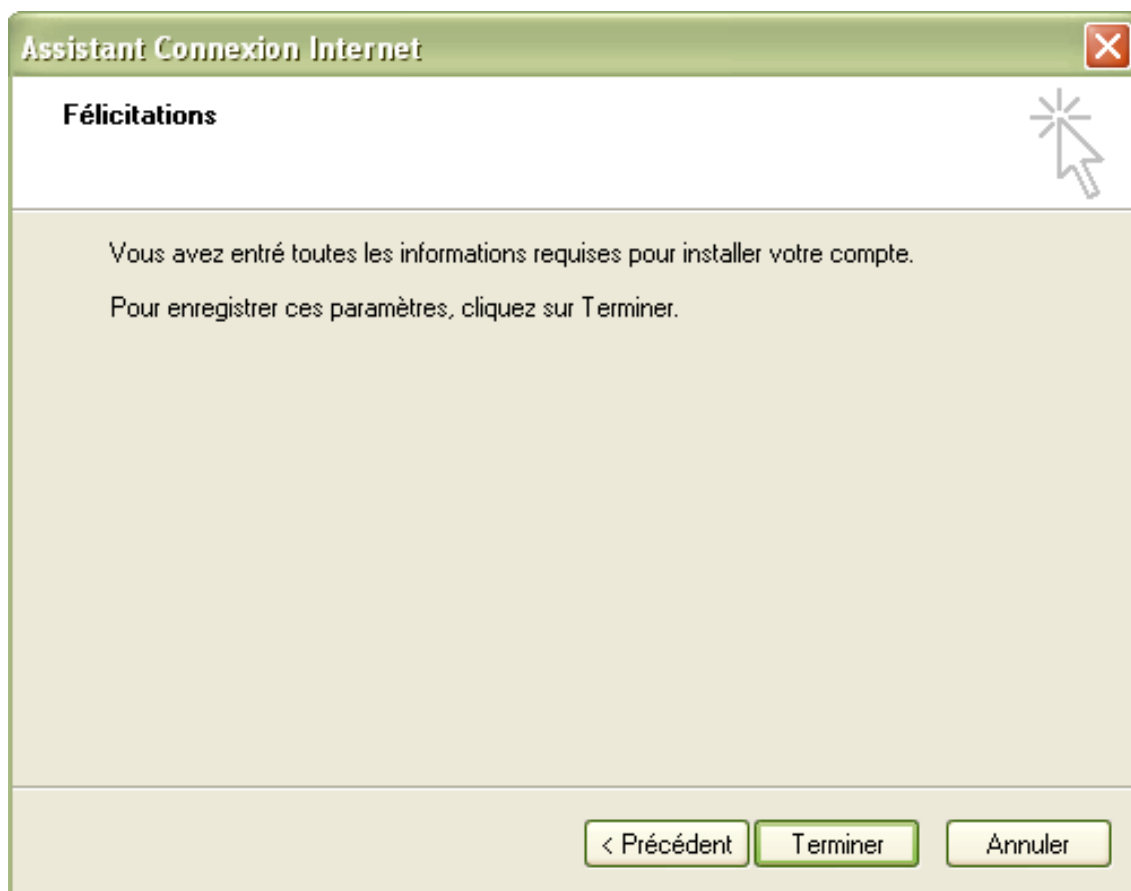 Assistant Connexion Internet
Félicitations
Vous avez entré toutes les informations requises pour installer votre compte.
Pour enregistrer ces paramètres, cliquez sur Terminer.
< Précédent Terminer Annuler